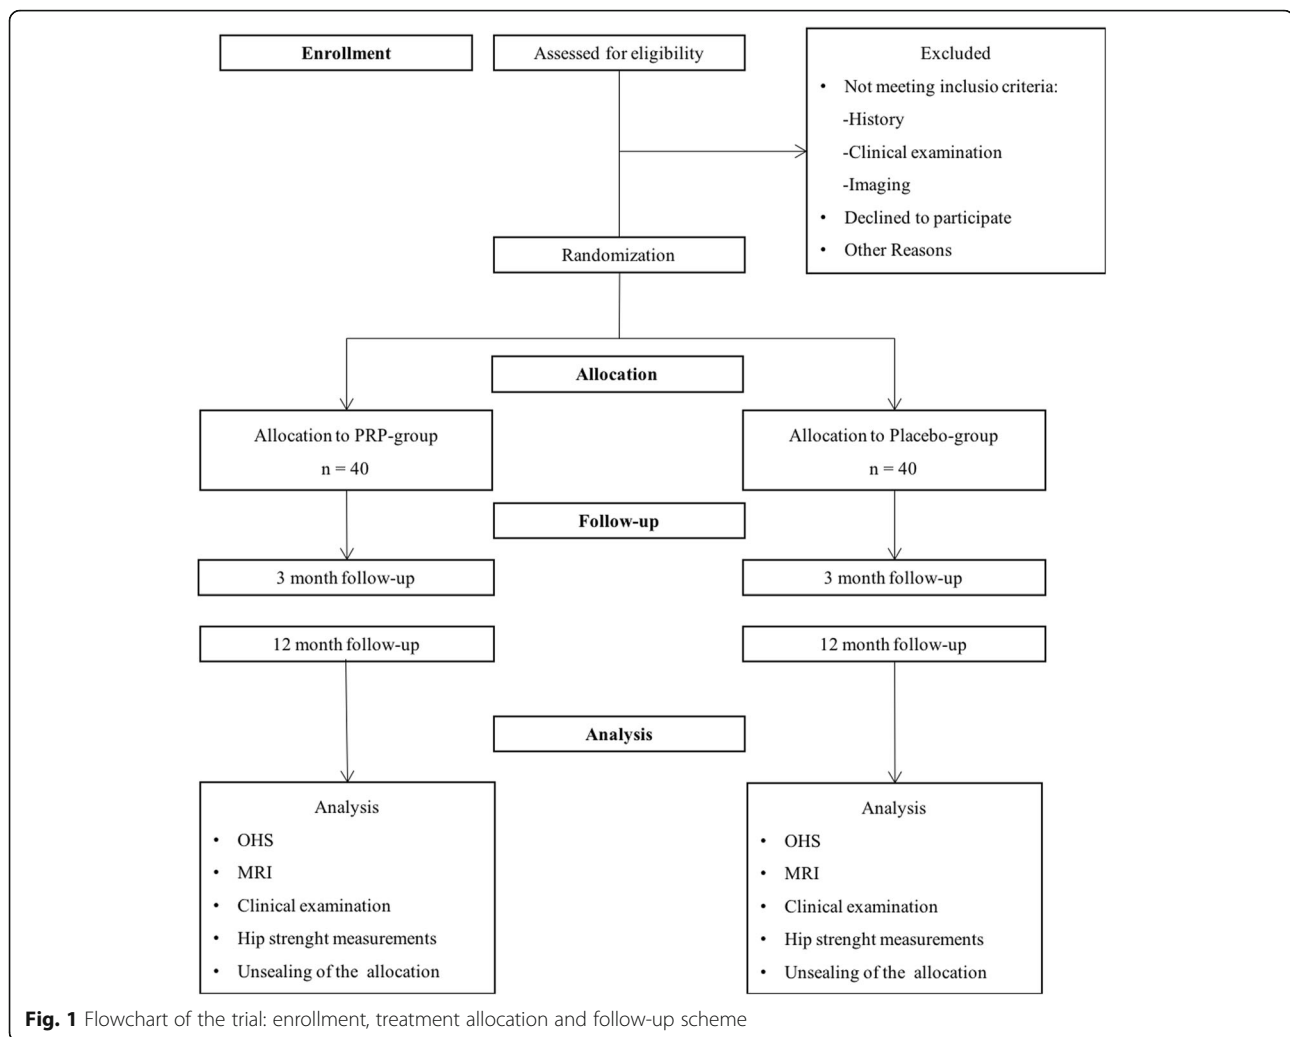 Enrollment
Assessed for eligibility
Excluded
• Not meeting inclusio criteria:
-History
-Clinical examination
-Imaging
• Declined to participate
• Other Reasons
Randomization
Allocation
Allocation to PRP-group
n = 40
Allocation to Placebo-group
n = 40
Follow-up
3 month follow-up
3 month follow-up
12 month follow-up
12 month follow-up
Analysis
Analysis
• OHS
• MRI
• Clinical examination
• Hip strenght measurements
• Unsealing of the allocation
Analysis
• OHS
• MRI
• Clinical examination
• Hip strenght measurements
• Unsealing of the allocation
Fig. 1 Flowchart of the trial: enrollment, treatment allocation and follow-up scheme